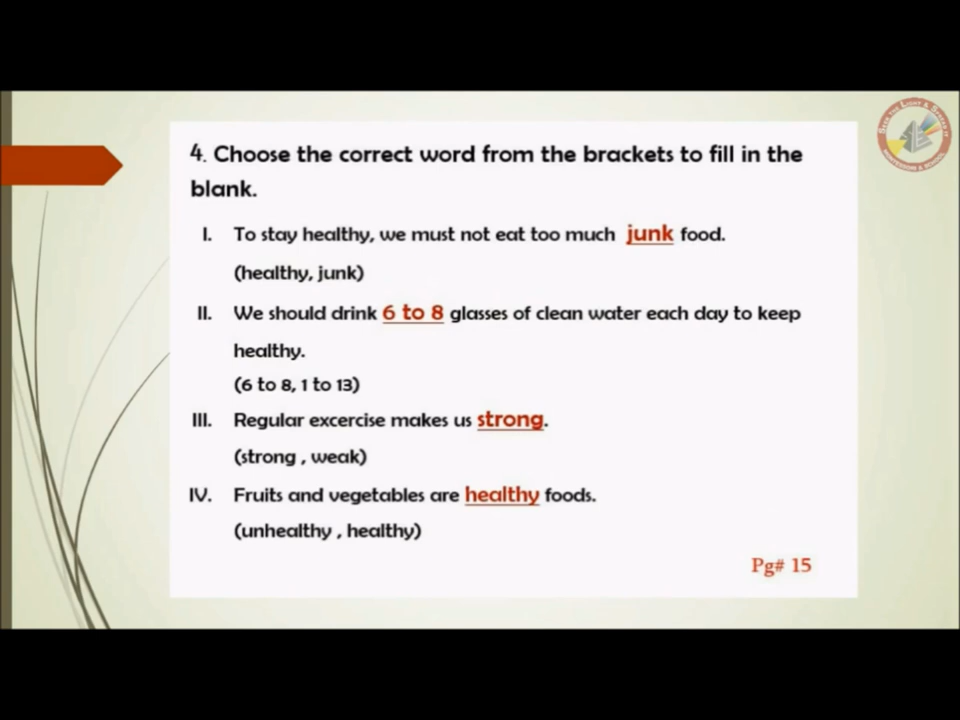 4. Choose the correct word from the brackets to fill in the
blank.
I. To stay healthy, we must not eat too much junk food.
(healthy, junk)
II. We should drink 6 to 8 glasses of clean water each day to keep
healthy.
(6 to 8, 1 to 13)
III. Regular excercise makes us strong.
(strong , weak)
IV. Fruits and vegetables are healthy foods.
(unhealthy , healthy)
Pg# 15